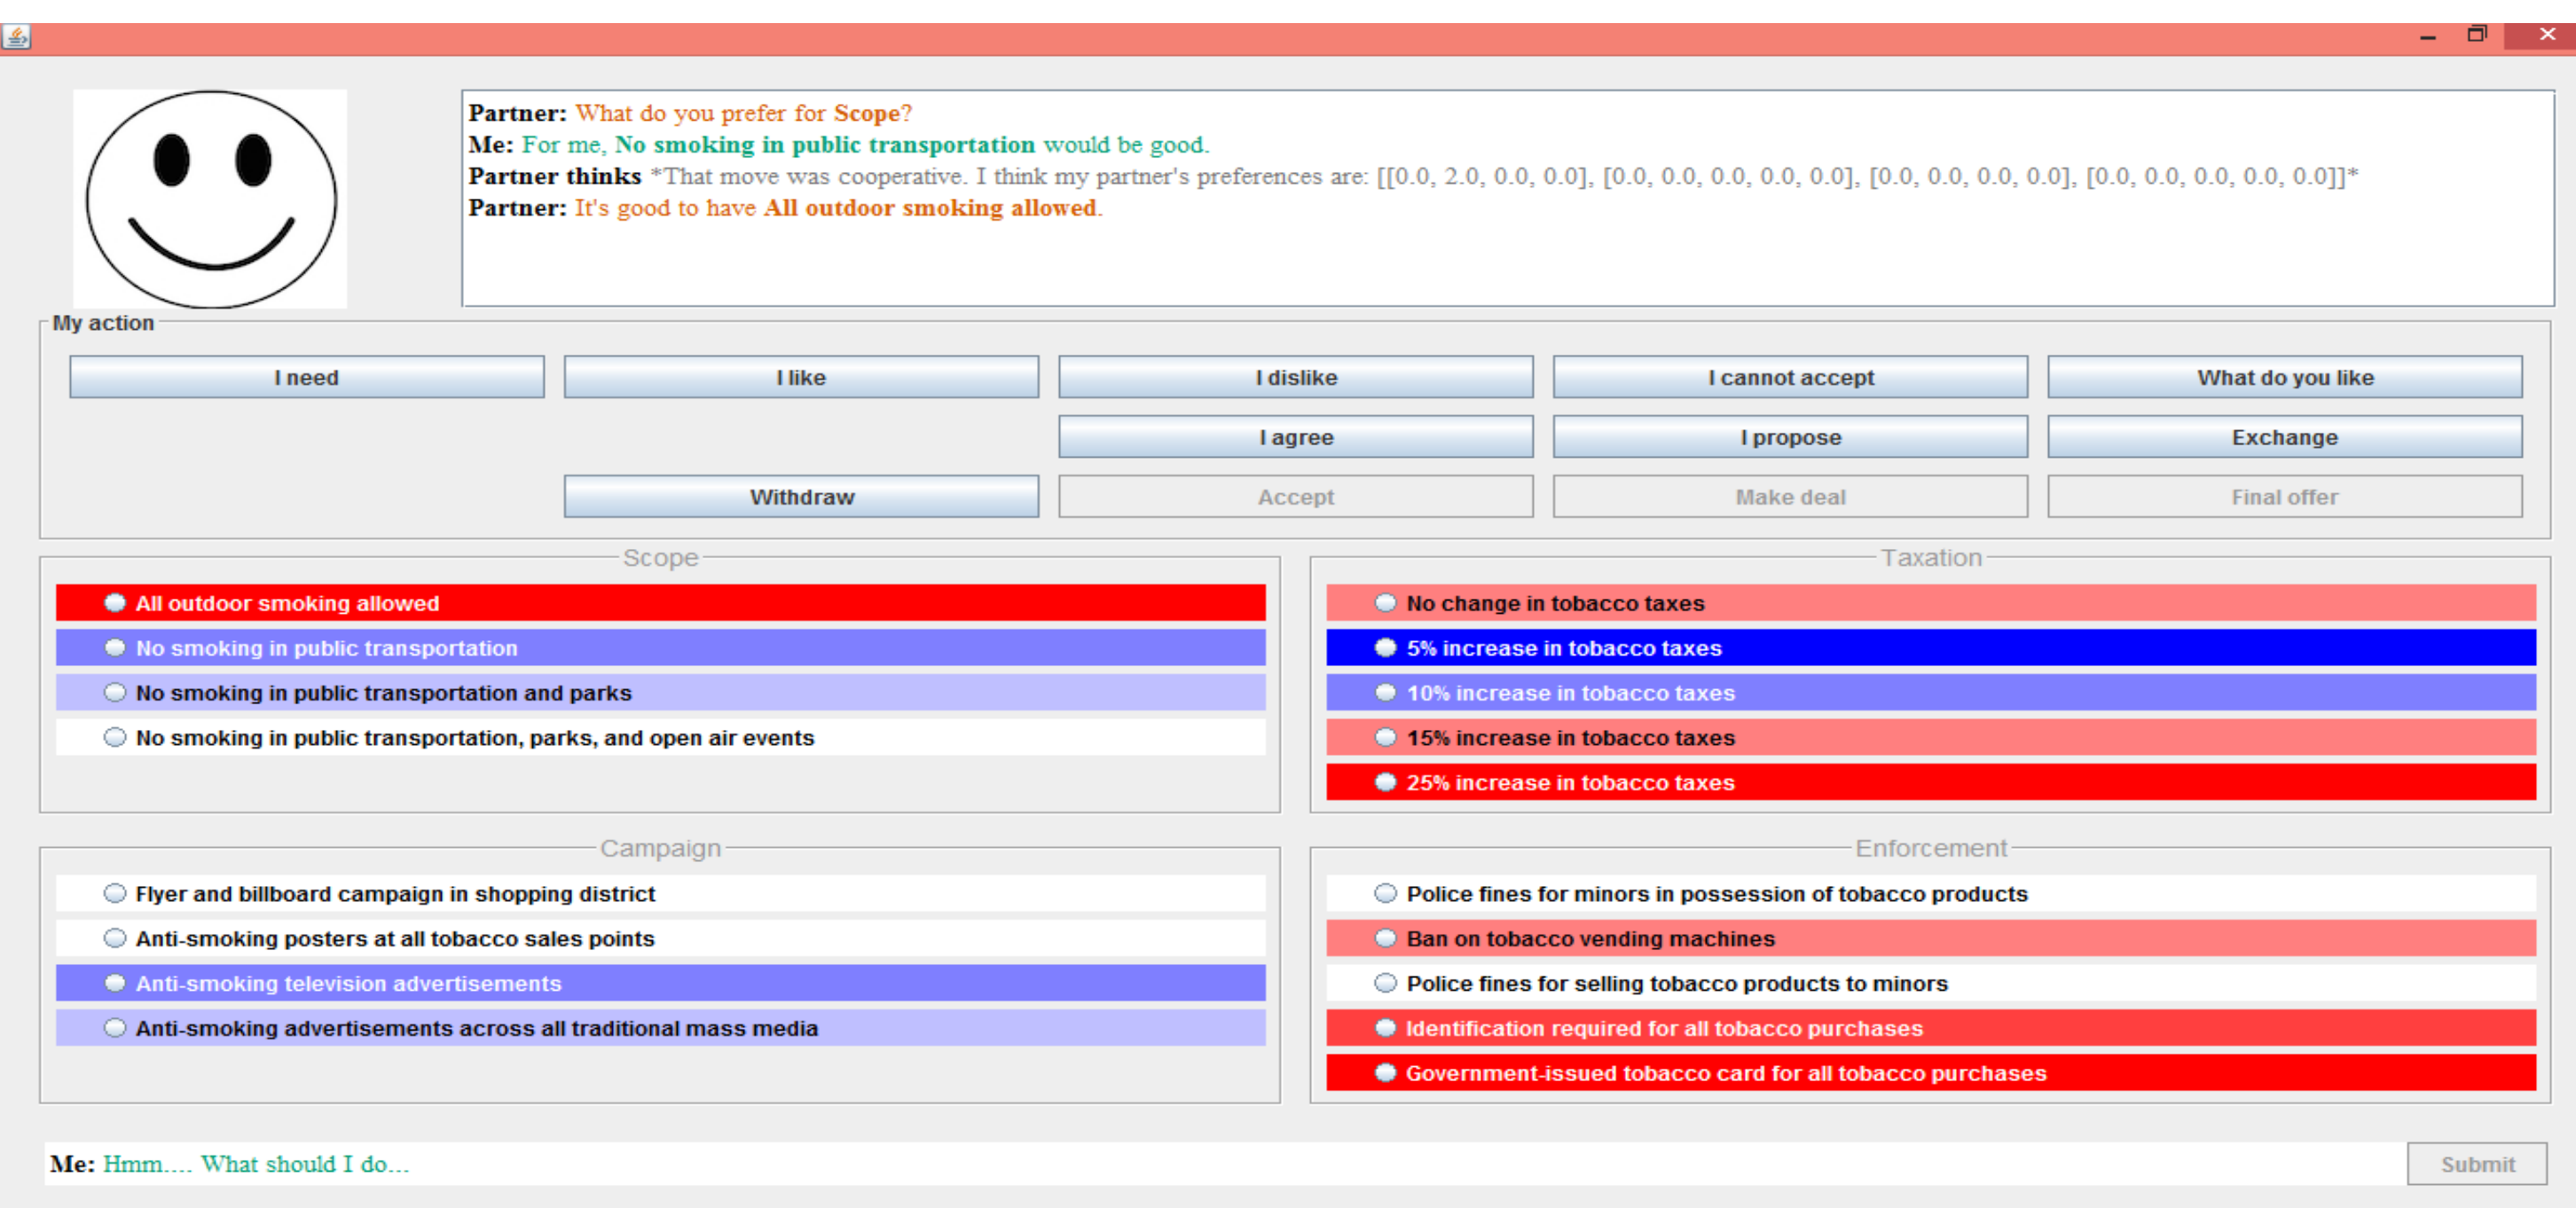 Partner: What do you prefer for Scope?
Me: For me, No smoking in public transportation would be good.
Partner thinks *That move was cooperative. I think my partner's preferences are: [[0.0, 2.0, 0.0, 0.0], [0.0, 0.0, 0.0, 0.0, 0.0], [0.0, 0.0, 0.0, 0.0], [0.0, 0.0, 0.0, 0.0, 0.0]]*
Partner: It's good to have All outdoor smoking allowed.
My action
I need I like I dislike I cannot accept What do you like
I agree I propose Exchange
Withdraw Accept Make deal Final offer
Scope
All outdoor smoking allowed
No smoking in public transportation
No smoking in public transportation and parks
No smoking in public transportation, parks, and open air events
Taxation
No change in tobacco taxes
5% increase in tobacco taxes
10% increase in tobacco taxes
15% increase in tobacco taxes
25% increase in tobacco taxes
Campaign
Flyer and billboard campaign in shopping district
Anti-smoking posters at all tobacco sales points
Anti-smoking television advertisements
Anti-smoking advertisements across all traditional mass media
Enforcement
Police fines for minors in possession of tobacco products
Ban on tobacco vending machines
Police fines for selling tobacco products to minors
Identification required for all tobacco purchases
Government-issued tobacco card for all tobacco purchases
Me: Hmm.... What should I do...
Submit